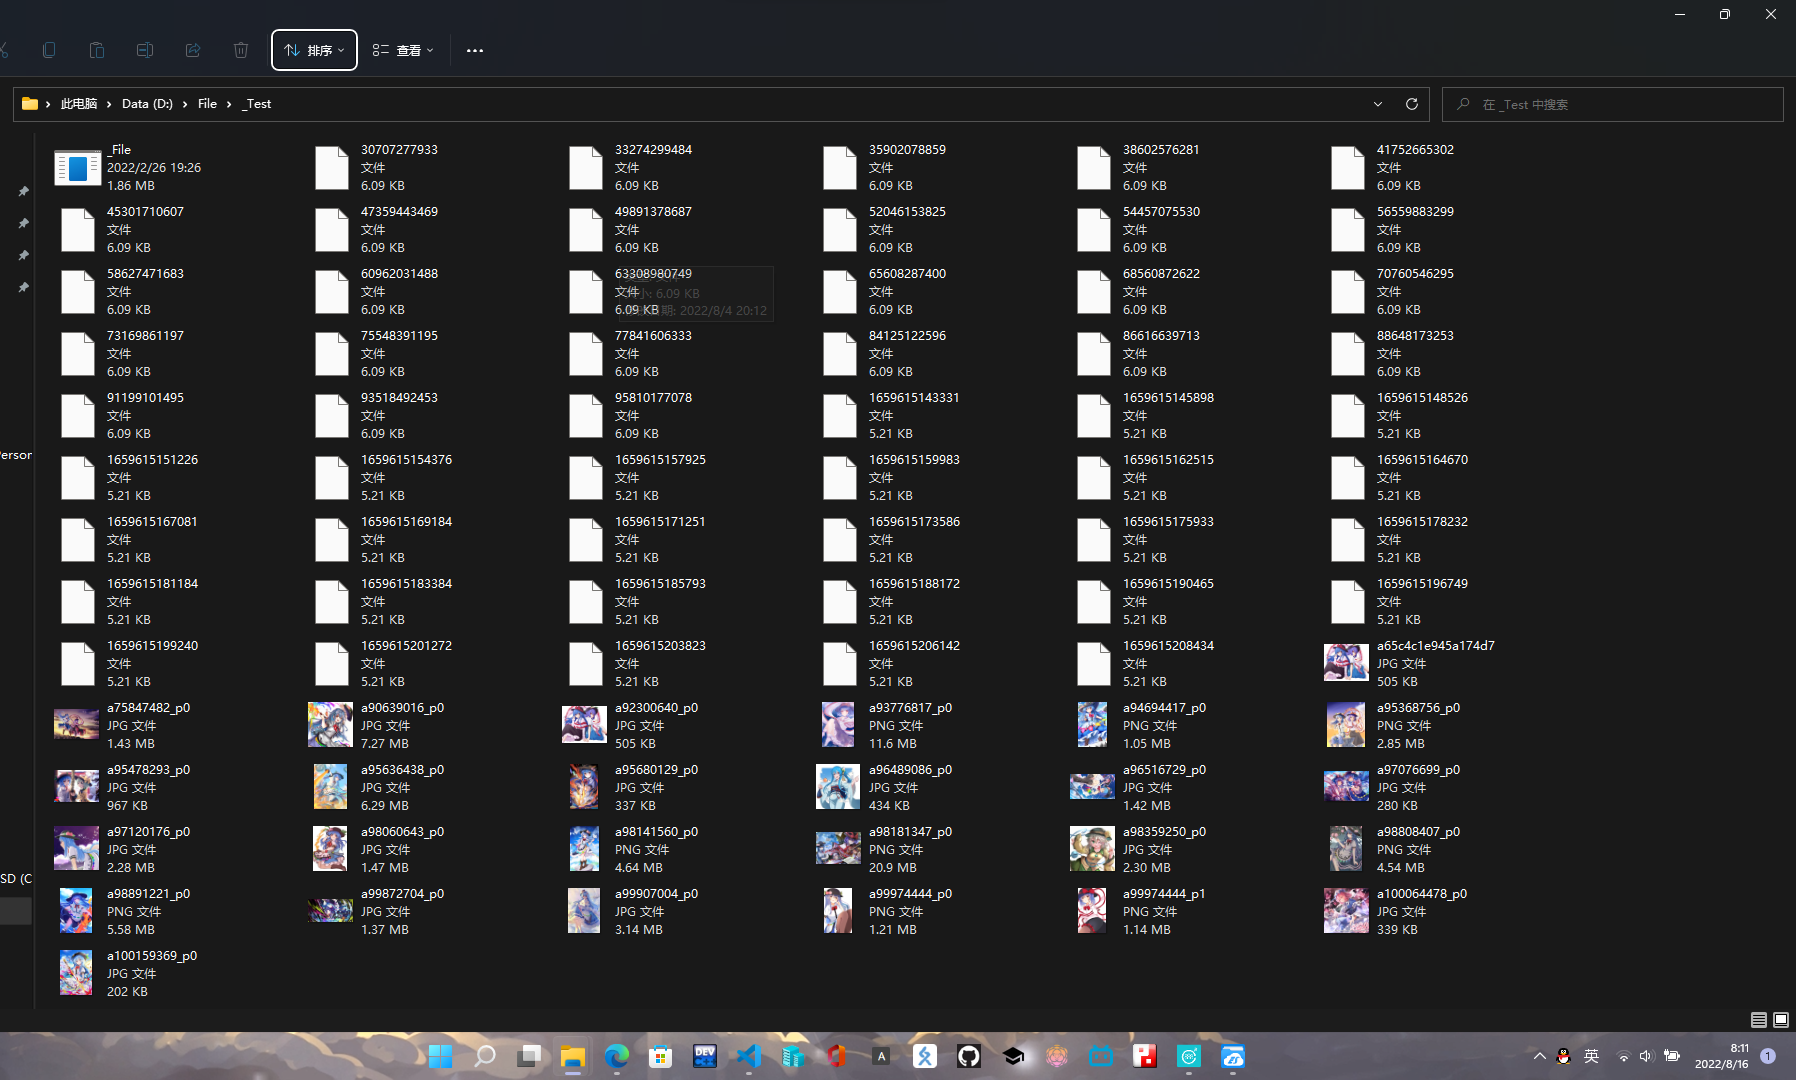 排序
查看
此电脑 › Data (D:) › File › _Test
在 _Test 中搜索
_File
2022/2/26 19:26
1.86 MB
30707277933
文件
6.09 KB
33274299484
文件
6.09 KB
35902078859
文件
6.09 KB
38602576281
文件
6.09 KB
41752665302
文件
6.09 KB
45301710607
文件
6.09 KB
47359443469
文件
6.09 KB
49891378687
文件
6.09 KB
52046153825
文件
6.09 KB
54457075530
文件
6.09 KB
56559883299
文件
6.09 KB
58627471683
文件
6.09 KB
60962031488
文件
6.09 KB
63308980749
文件
6.09 KB
大小: 6.09 KB
日期: 2022/8/4 20:12
65608287400
文件
6.09 KB
68560872622
文件
6.09 KB
70760546295
文件
6.09 KB
73169861197
文件
6.09 KB
75548391195
文件
6.09 KB
77841606333
文件
6.09 KB
84125122596
文件
6.09 KB
86616639713
文件
6.09 KB
88648173253
文件
6.09 KB
91199101495
文件
6.09 KB
93518492453
文件
6.09 KB
95810177078
文件
6.09 KB
1659615143331
文件
5.21 KB
1659615145898
文件
5.21 KB
1659615148526
文件
5.21 KB
1659615151226
文件
5.21 KB
1659615154376
文件
5.21 KB
1659615157925
文件
5.21 KB
1659615159983
文件
5.21 KB
1659615162515
文件
5.21 KB
1659615164670
文件
5.21 KB
1659615167081
文件
5.21 KB
1659615169184
文件
5.21 KB
1659615171251
文件
5.21 KB
1659615173586
文件
5.21 KB
1659615175933
文件
5.21 KB
1659615178232
文件
5.21 KB
1659615181184
文件
5.21 KB
1659615183384
文件
5.21 KB
1659615185793
文件
5.21 KB
1659615188172
文件
5.21 KB
1659615190465
文件
5.21 KB
1659615196749
文件
5.21 KB
1659615199240
文件
5.21 KB
1659615201272
文件
5.21 KB
1659615203823
文件
5.21 KB
1659615206142
文件
5.21 KB
1659615208434
文件
5.21 KB
a65c4c1e945a174d7
JPG 文件
505 KB
a75847482_p0
JPG 文件
1.43 MB
a90639016_p0
JPG 文件
7.27 MB
a92300640_p0
JPG 文件
505 KB
a93776817_p0
PNG 文件
11.6 MB
a94694417_p0
PNG 文件
1.05 MB
a95368756_p0
PNG 文件
2.85 MB
a95478293_p0
JPG 文件
967 KB
a95636438_p0
JPG 文件
6.29 MB
a95680129_p0
JPG 文件
337 KB
a96489086_p0
JPG 文件
434 KB
a96516729_p0
JPG 文件
1.42 MB
a97076699_p0
JPG 文件
280 KB
a97120176_p0
JPG 文件
2.28 MB
a98060643_p0
JPG 文件
1.47 MB
a98141560_p0
PNG 文件
4.64 MB
a98181347_p0
PNG 文件
20.9 MB
a98359250_p0
JPG 文件
2.30 MB
a98808407_p0
PNG 文件
4.54 MB
a98891221_p0
PNG 文件
5.58 MB
a99872704_p0
JPG 文件
1.37 MB
a99907004_p0
JPG 文件
3.14 MB
a99974444_p0
PNG 文件
1.21 MB
a99974444_p1
PNG 文件
1.14 MB
a100064478_p0
JPG 文件
339 KB
a100159369_p0
JPG 文件
202 KB
erson
SD (C
DEV
A
英
8:11
2022/8/16
1